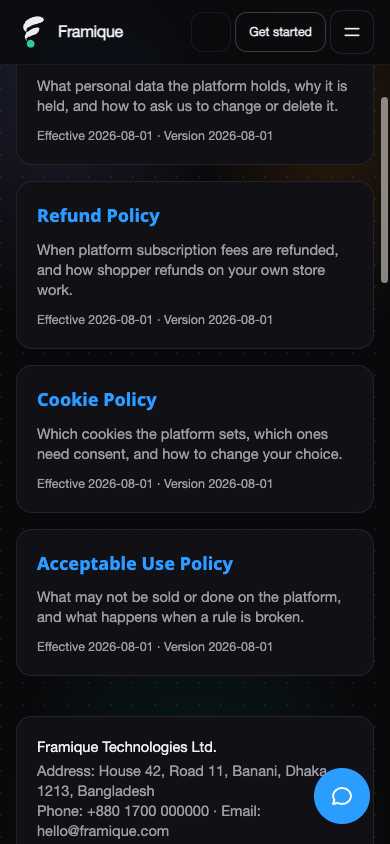 Framique
Get started
What personal data the platform holds, why it is
held, and how to ask us to change or delete it.
Effective 2026-08-01 · Version 2026-08-01
Refund Policy
When platform subscription fees are refunded,
and how shopper refunds on your own store
work.
Effective 2026-08-01 · Version 2026-08-01
Cookie Policy
Which cookies the platform sets, which ones
need consent, and how to change your choice.
Effective 2026-08-01 · Version 2026-08-01
Acceptable Use Policy
What may not be sold or done on the platform,
and what happens when a rule is broken.
Effective 2026-08-01 · Version 2026-08-01
Framique Technologies Ltd.
Address: House 42, Road 11, Banani, Dhaka
1213, Bangladesh
Phone: +880 1700 000000 · Email:
hello@framique.com